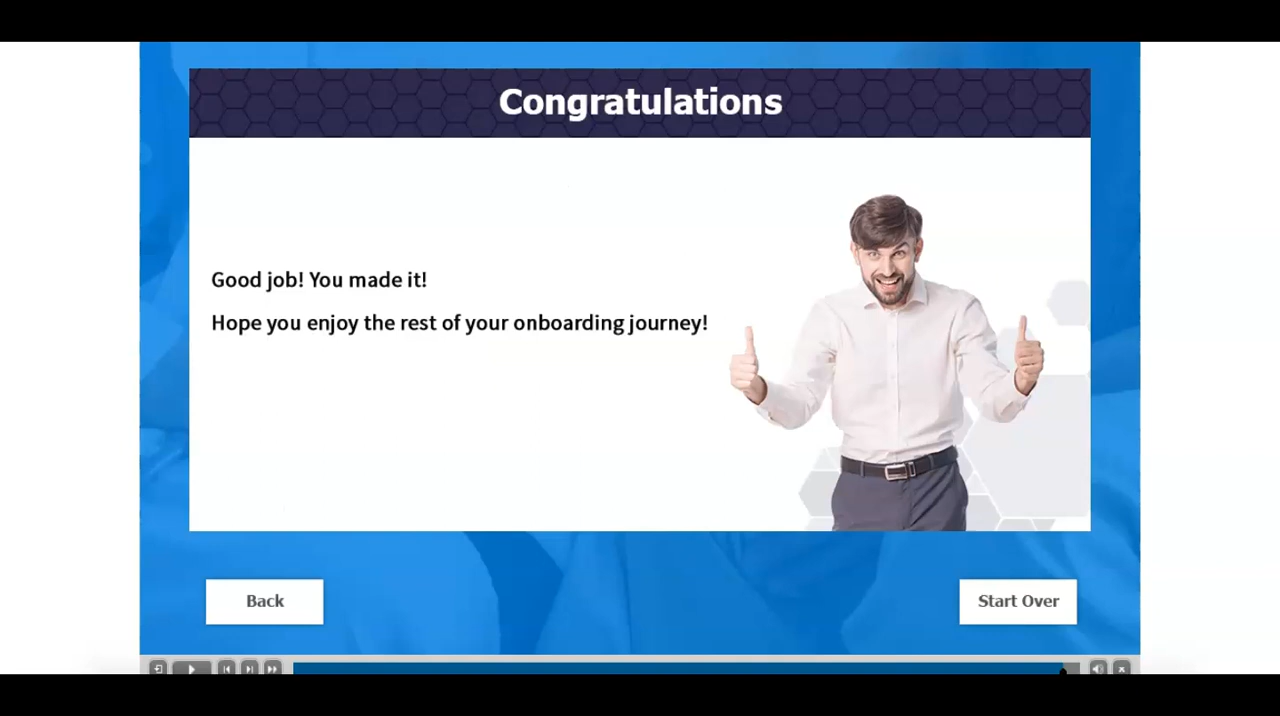 Congratulations
Good job! You made it!
Hope you enjoy the rest of your onboarding journey!
Back
Start Over